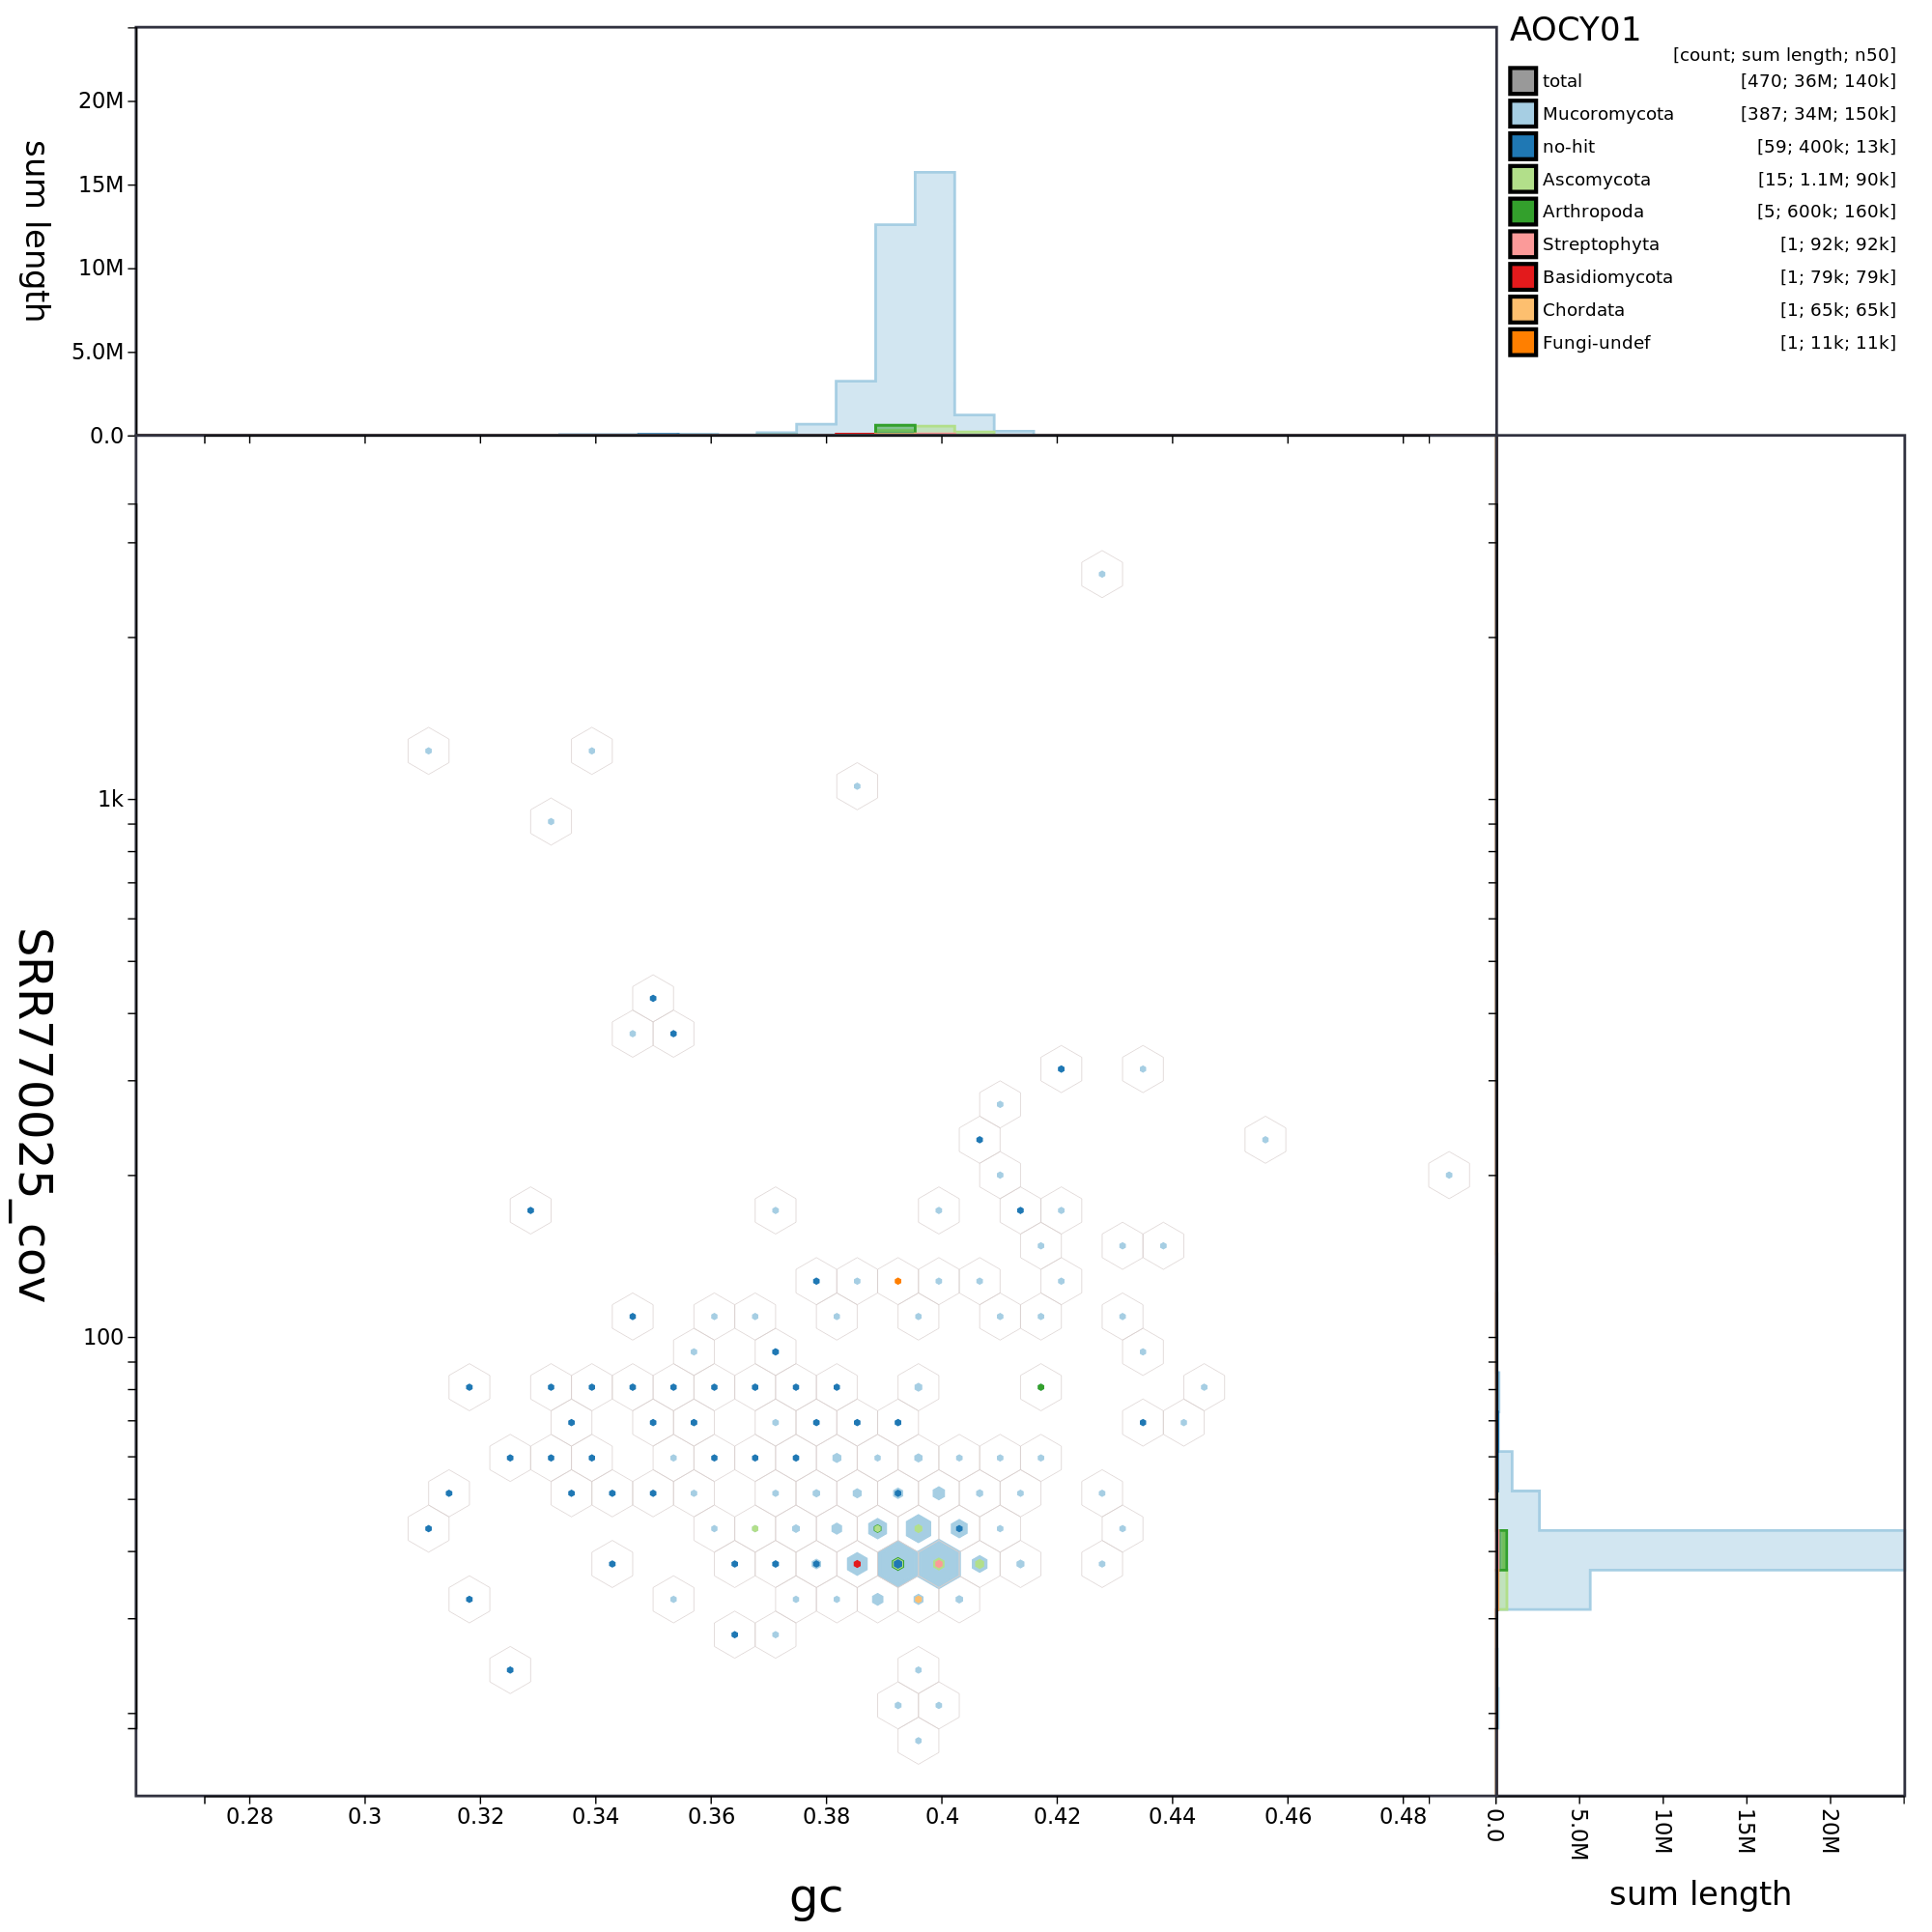 AOCY01
[count; sum length; n50]
total [470; 36M; 140k]
Mucoromycota [387; 34M; 150k]
no-hit [59; 400k; 13k]
Ascomycota [15; 1.1M; 90k]
Arthropoda [5; 600k; 160k]
Streptophyta [1; 92k; 92k]
Basidiomycota [1; 79k; 79k]
Chordata [1; 65k; 65k]
Fungi-undef [1; 11k; 11k]
sum length
20M
15M
10M
5.0M
0.0
SRR770025_cov
1k
100
0.28 0.3 0.32 0.34 0.36 0.38 0.4 0.42 0.44 0.46 0.48
gc
0.0 5.0M 10M 15M 20M
sum length